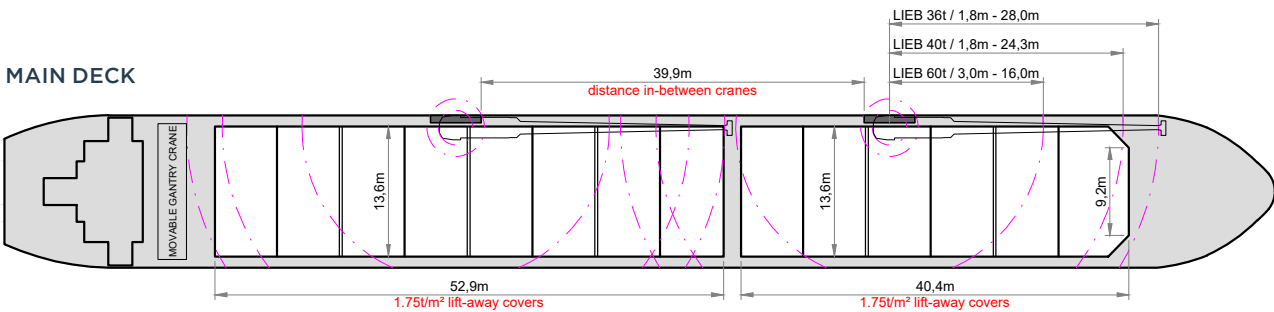 LIEB 36t / 1,8m - 28,0m
LIEB 40t / 1,8m - 24,3m
LIEB 60t / 3,0m - 16,0m
MAIN DECK
39,9m
distance in-between cranes
MOVABLE GANTRY CRANE
13,6m
13,6m
9,2m
52,9m
1.75t/m² lift-away covers
40,4m
1.75t/m² lift-away covers